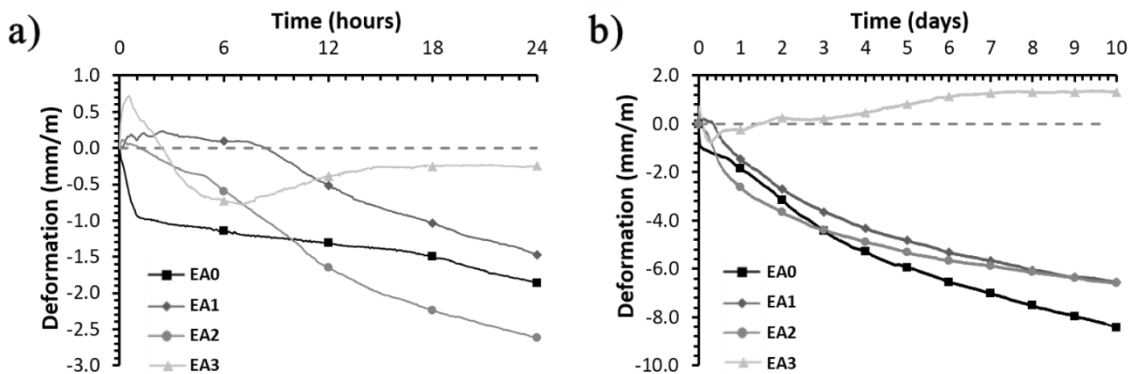 a)
Time (hours)
0 6 12 18 24
Deformation (mm/m)
1.0
0.5
0.0
-0.5
-1.0
-1.5
-2.0
-2.5
-3.0
EA0
EA1
EA2
EA3
b)
Time (days)
0 1 2 3 4 5 6 7 8 9 10
Deformation (mm/m)
2.0
0.0
-2.0
-4.0
-6.0
-8.0
-10.0
EA0
EA1
EA2
EA3